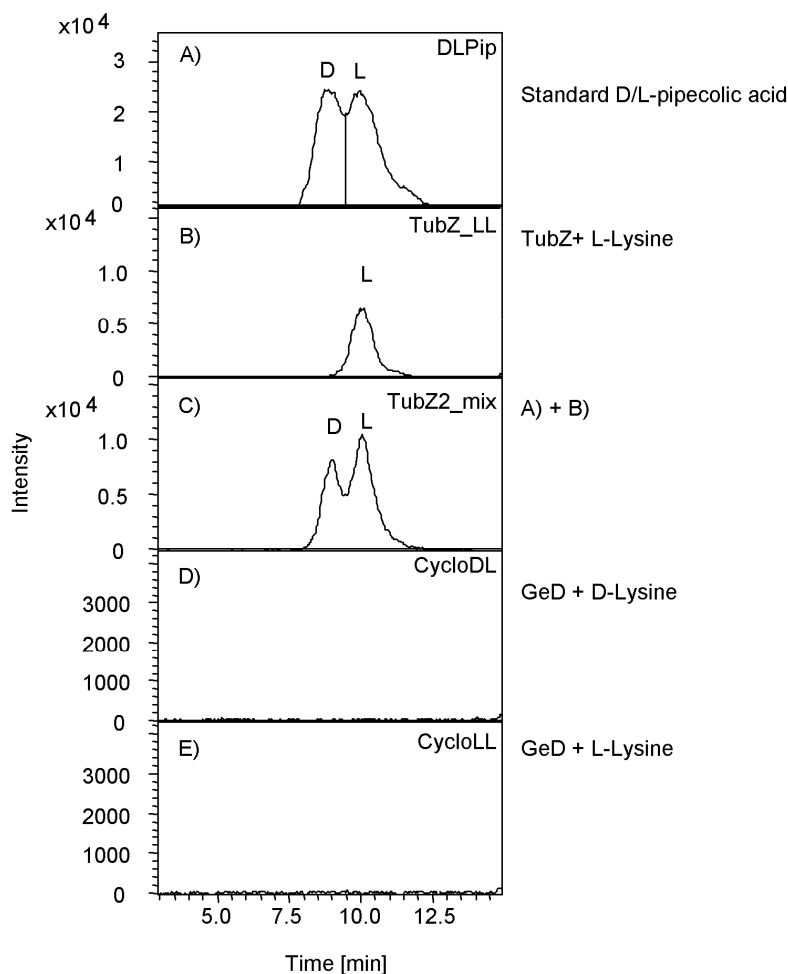 x10 4
A)
DLPip
D L
3
2
1
0
Standard D/L-pipecolic acid
x10 4
B)
TubZ_LL
L
1.0
0.5
0
TubZ+ L-Lysine
x10 4
C)
TubZ2_mix
D L
1.0
0.5
0
A) + B)
D)
CycloDL
3000
2000
1000
0
GeD + D-Lysine
E)
CycloLL
3000
2000
1000
0
GeD + L-Lysine
Intensity
5.0 7.5 10.0 12.5
Time [min]